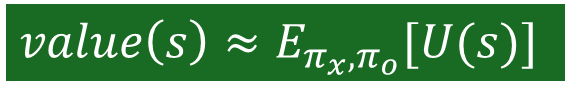 value(s) ≈ E_{π_x,π_o}[U(s)]